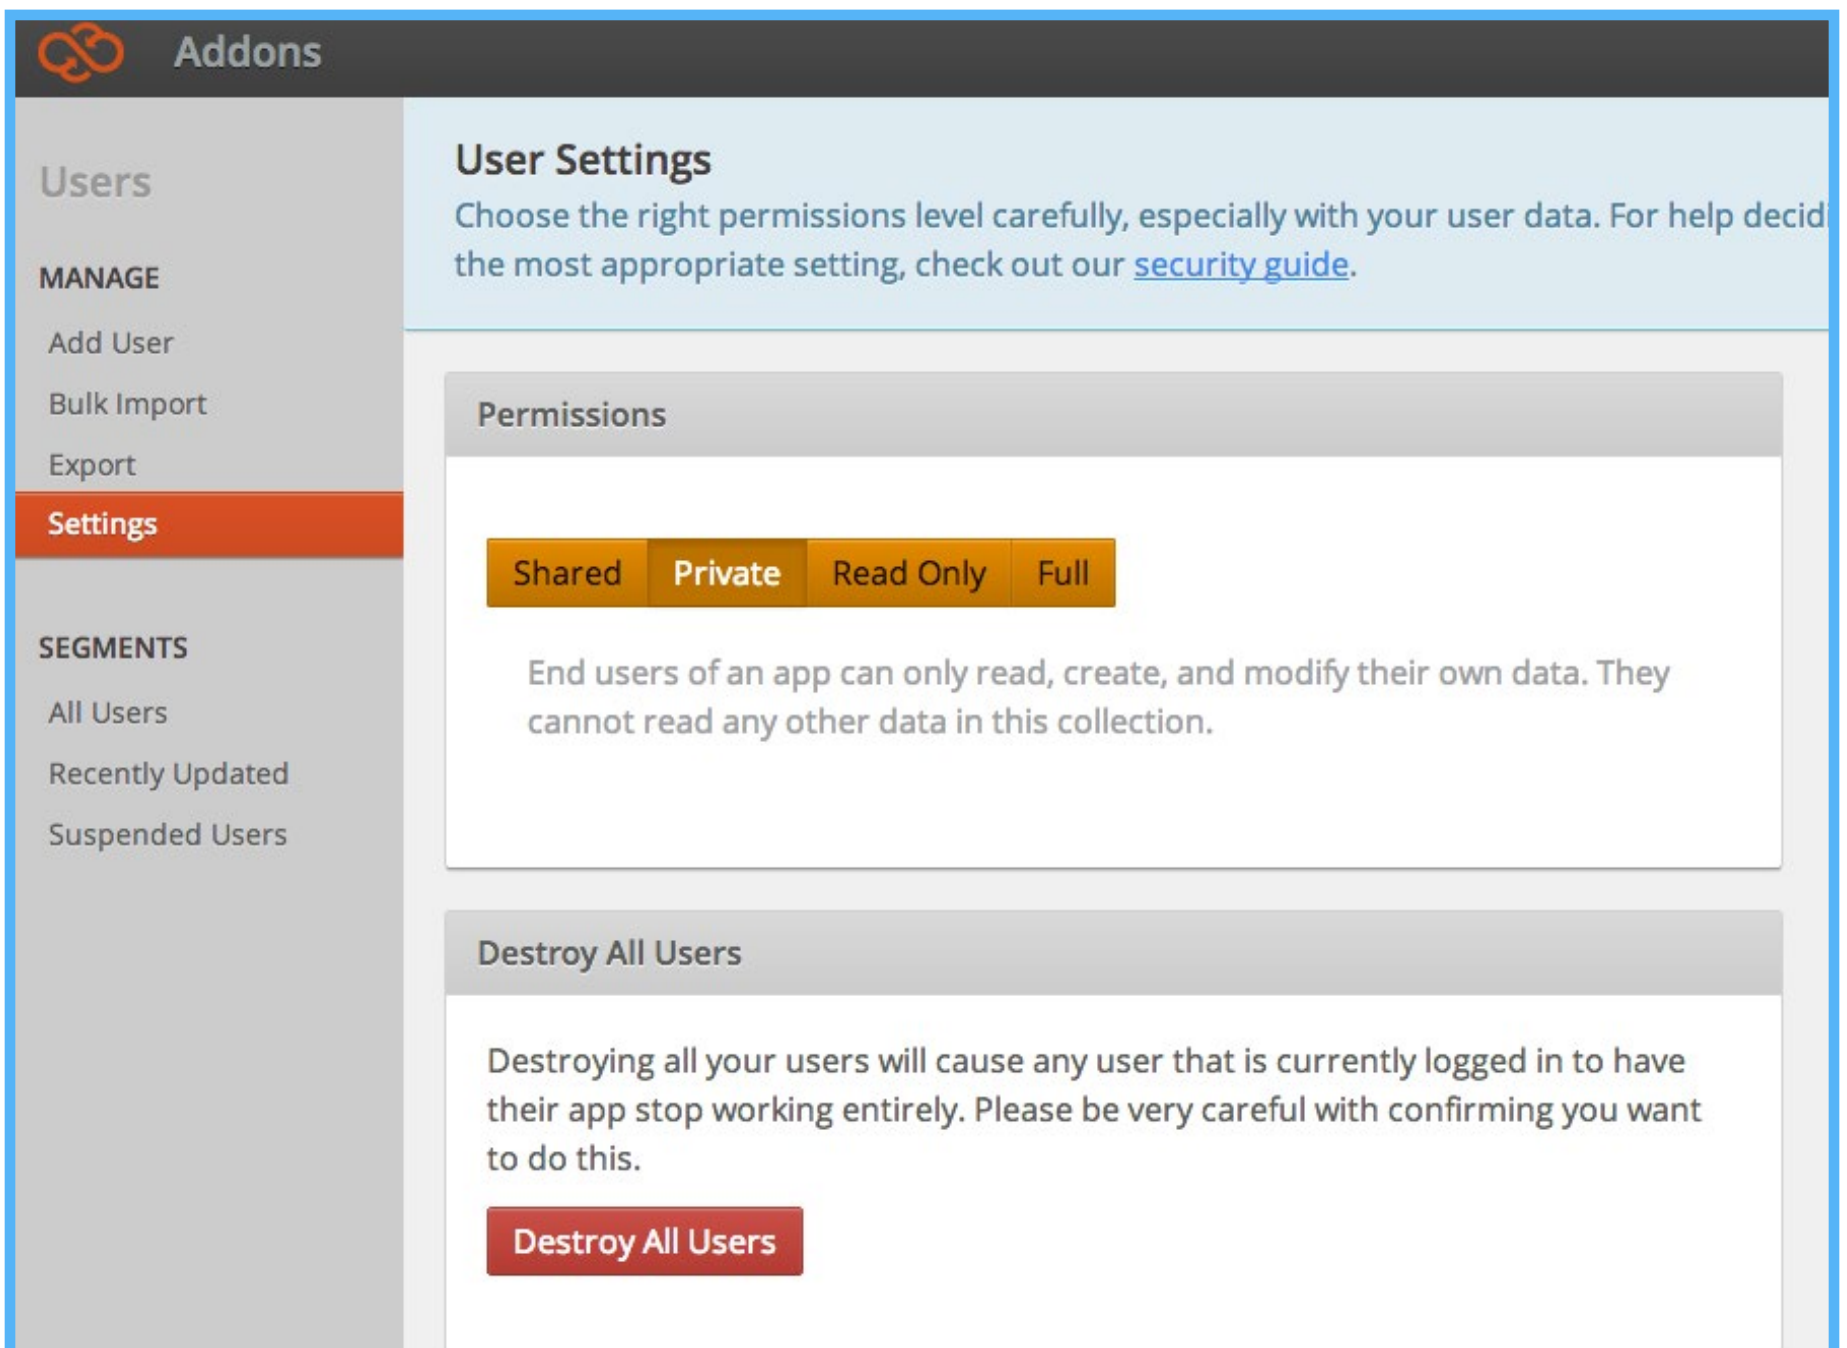 Addons
Users
MANAGE
Add User
Bulk Import
Export
Settings
SEGMENTS
All Users
Recently Updated
Suspended Users
User Settings
Choose the right permissions level carefully, especially with your user data. For help decidi
the most appropriate setting, check out our security guide.
Permissions
Shared Private Read Only Full
End users of an app can only read, create, and modify their own data. They
cannot read any other data in this collection.
Destroy All Users
Destroying all your users will cause any user that is currently logged in to have
their app stop working entirely. Please be very careful with confirming you want
to do this.
Destroy All Users